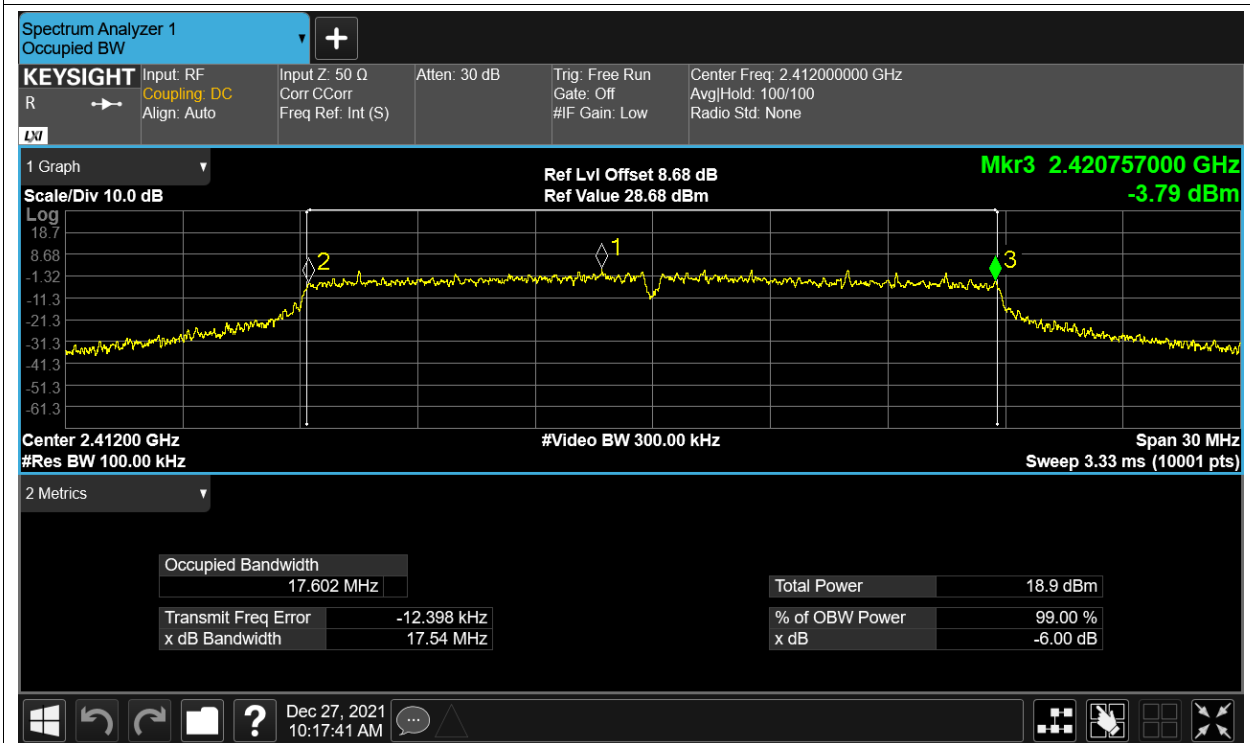 Spectrum Analyzer 1
Occupied BW
KEYSIGHT
R
LXI
Input: RF
Coupling: DC
Align: Auto
Input Z: 50 Ω
Corr CCorr
Freq Ref: Int (S)
Atten: 30 dB
Trig: Free Run
Gate: Off
#IF Gain: Low
Center Freq: 2.412000000 GHz
Avg|Hold: 100/100
Radio Std: None
1 Graph
Scale/Div 10.0 dB
Ref Lvl Offset 8.68 dB
Ref Value 28.68 dBm
Mkr3 2.420757000 GHz
-3.79 dBm
Log
18.7
8.68
-1.32
-11.3
-21.3
-31.3
-41.3
-51.3
-61.3
2
1
3
Center 2.41200 GHz
#Res BW 100.00 kHz
#Video BW 300.00 kHz
Span 30 MHz
Sweep 3.33 ms (10001 pts)
2 Metrics
Occupied Bandwidth
17.602 MHz
Transmit Freq Error -12.398 kHz
x dB Bandwidth 17.54 MHz
Total Power 18.9 dBm
% of OBW Power 99.00 %
x dB -6.00 dB
Dec 27, 2021
10:17:41 AM